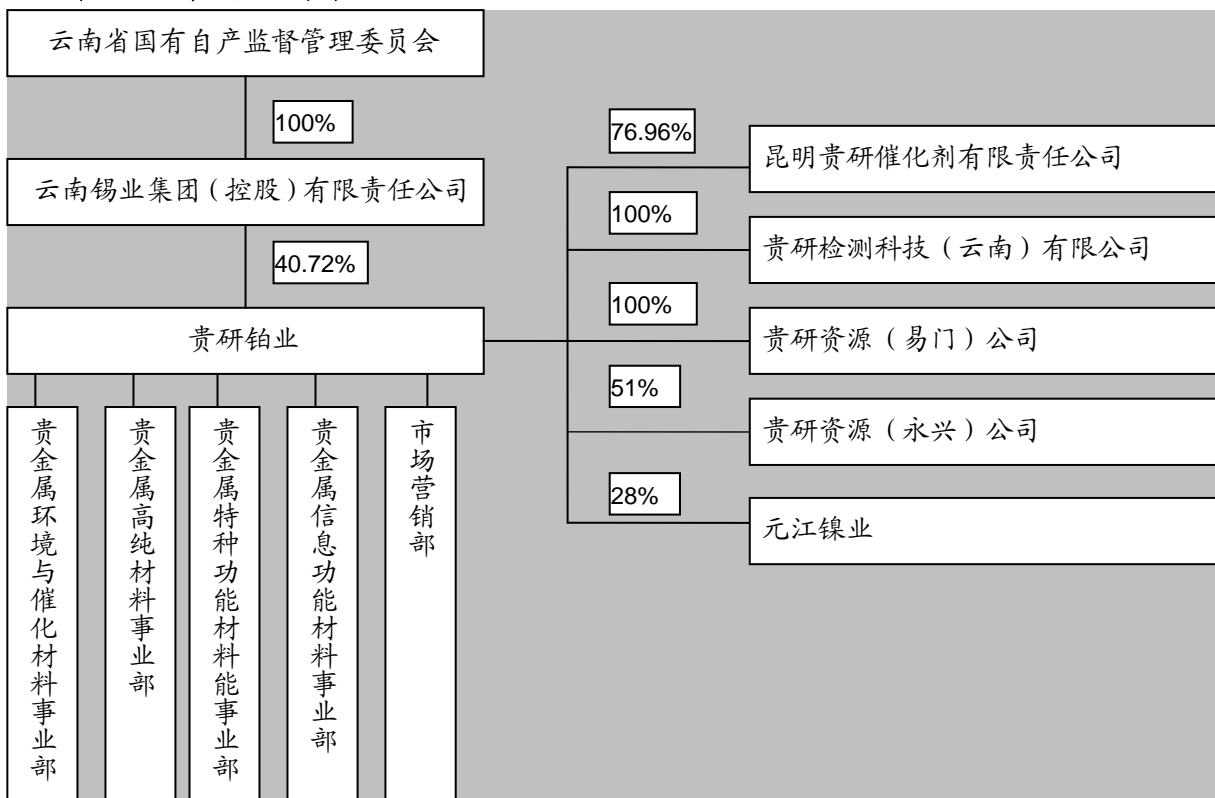 云南省国有自产监督管理委员会
100%
云南锡业集团（控股）有限责任公司
40.72%
贵研铂业
76.96%
昆明贵研催化剂有限责任公司
100%
贵研检测科技（云南）有限公司
100%
贵研资源（易门）公司
51%
贵研资源（永兴）公司
28%
元江镍业
贵金属环境与催化材料事业部
贵金属高纯材料事业部
贵金属特种功能材料能事业部
贵金属信息功能材料事业部
市场营销部